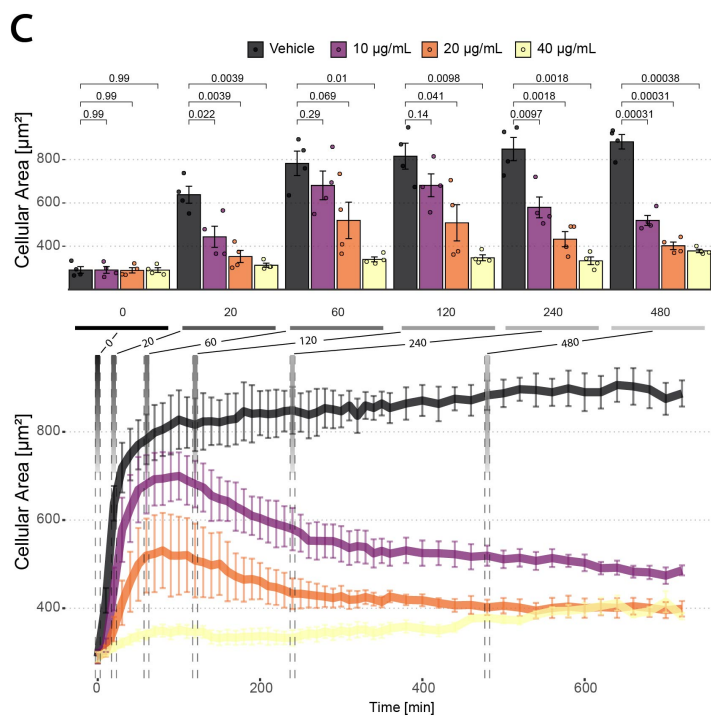 C
Vehicle 10 µg/mL 20 µg/mL 40 µg/mL
0.99 0.0039 0.01 0.0098 0.0018 0.00038
0.99 0.0039 0.069 0.041 0.0018 0.00031
0.99 0.022 0.29 0.14 0.0097 0.00031
Cellular Area [µm²]
800
600
400
0 20 60 120 240 480
0 20 60 120 240 480
Cellular Area [µm²]
800
600
400
0 200 400 600
Time [min]